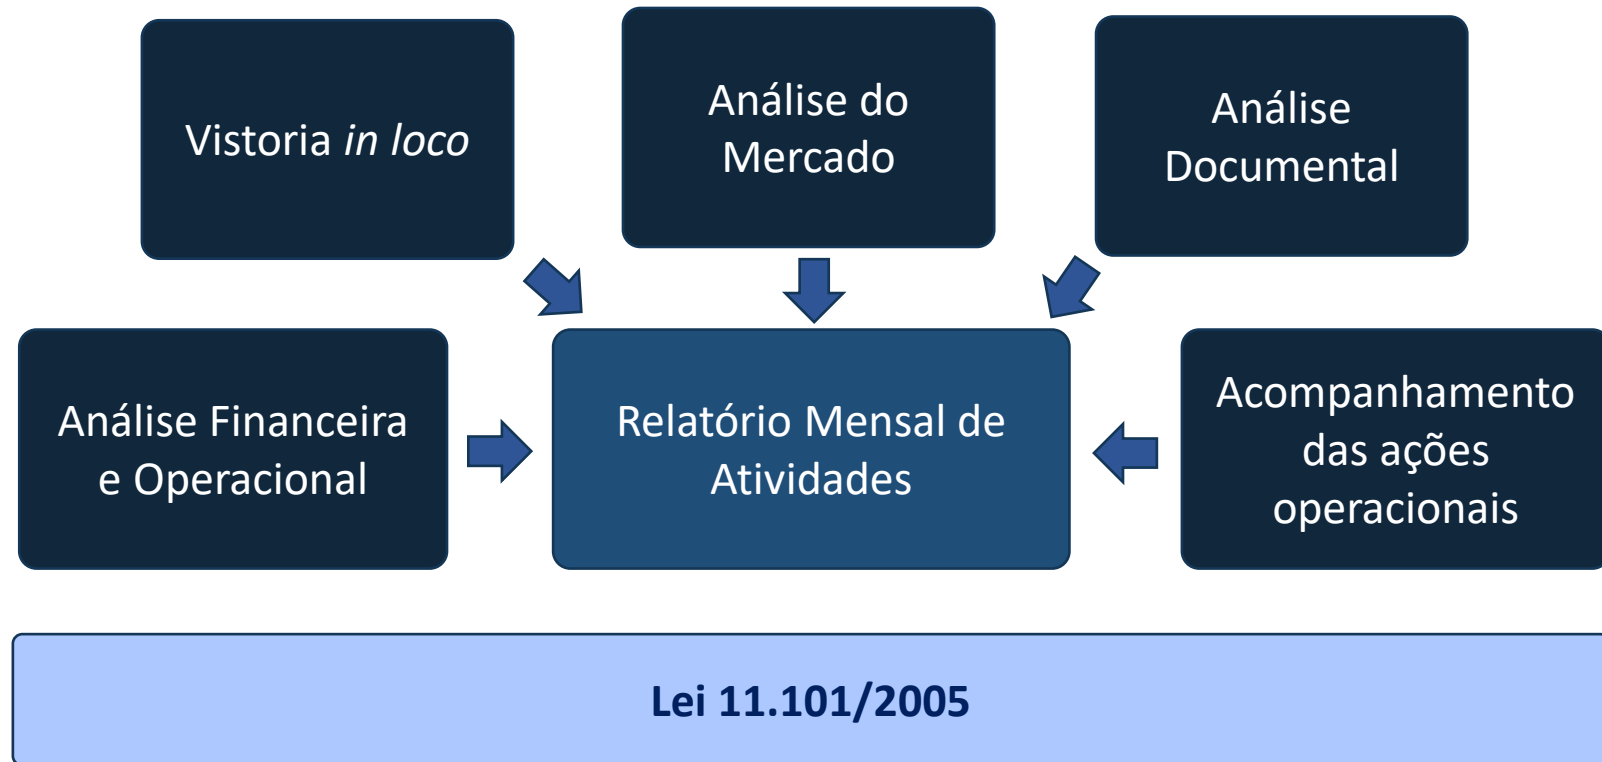 Vistoria in loco
Análise do
Mercado
Análise
Documental
Análise Financeira
e Operacional
Relatório Mensal de
Atividades
Acompanhamento
das ações
operacionais
Lei 11.101/2005